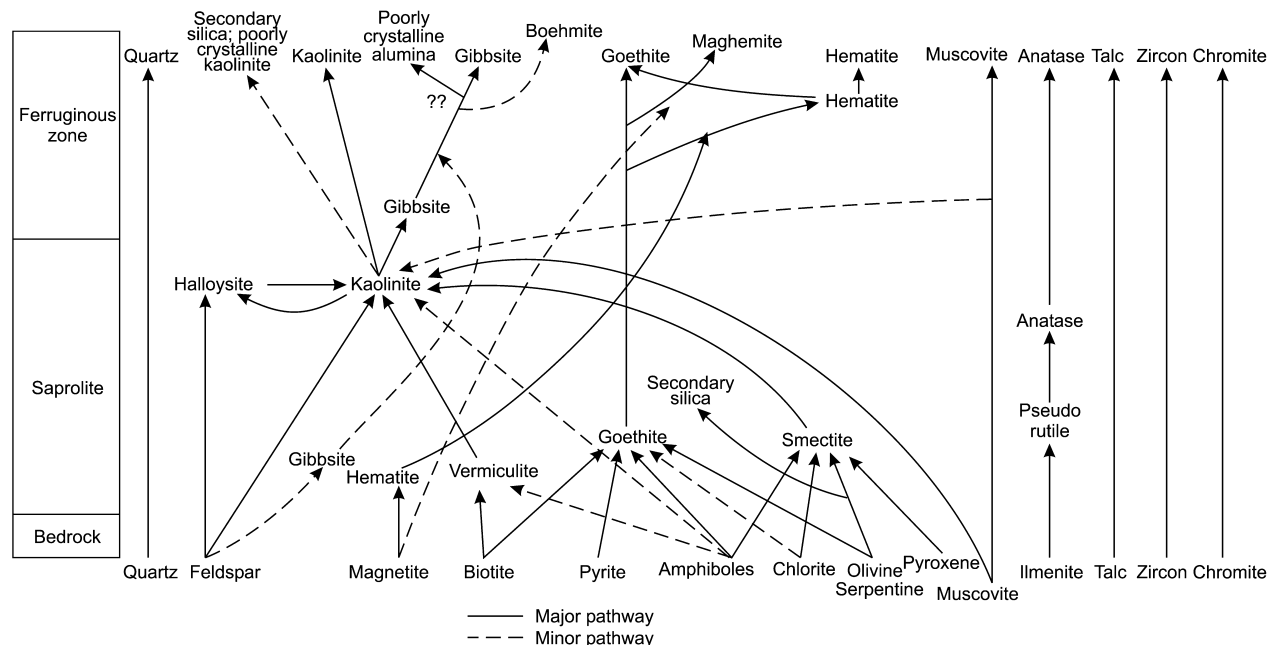 Secondary
silica; poorly
crystalline
kaolinite
Poorly
crystalline
alumina
Boehmite
Quartz
Kaolinite
Gibbsite
Goethite
Maghemite
Hematite
Muscovite
Anatase
Talc
Zircon
Chromite
??
Hematite
Ferruginous
zone
Gibbsite
Halloysite
Kaolinite
Anatase
Saprolite
Secondary
silica
Pseudo
rutile
Goethite
Smectite
Gibbsite
Hematite
Vermiculite
Bedrock
Quartz
Feldspar
Magnetite
Biotite
Pyrite
Amphiboles
Chlorite
Olivine
Serpentine
Pyroxene
Muscovite
Ilmenite
Talc
Zircon
Chromite
Major pathway
Minor pathway